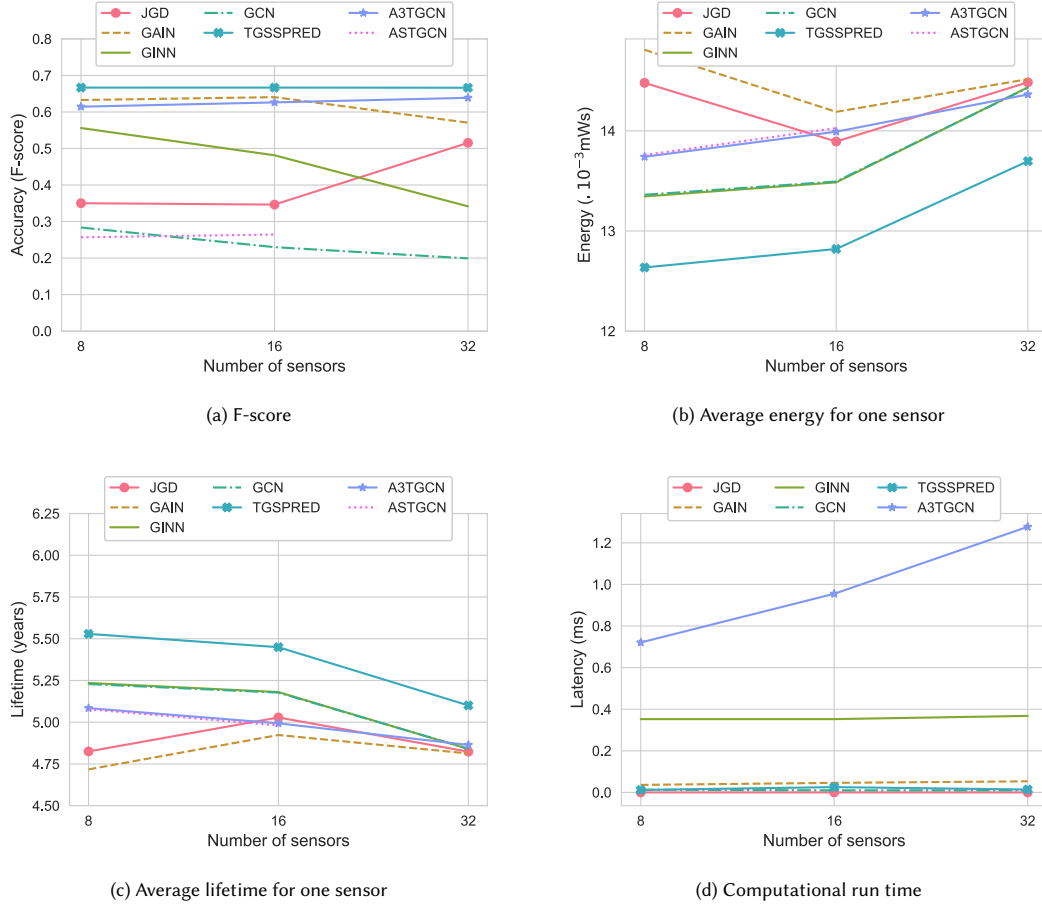 JGD GCN A3TGCN
GAIN TGSSPRED ASTGCN
GINN
0.8
0.7
0.6
0.5
0.4
0.3
0.2
0.1
0.0
Accuracy (F-score)
8 16 32
Number of sensors
(a) F-score
JGD GCN A3TGCN
GAIN TGSSPRED ASTGCN
GINN
14
13
12
Energy (. 10⁻³mWs)
8 16 32
Number of sensors
(b) Average energy for one sensor
JGD GCN A3TGCN
GAIN TGSPRED ASTGCN
GINN
6.25
6.00
5.75
5.50
5.25
5.00
4.75
4.50
Lifetime (years)
8 16 32
Number of sensors
(c) Average lifetime for one sensor
JGD GINN TGSSPRED
GAIN GCN A3TGCN
1.2
1.0
0.8
0.6
0.4
0.2
0.0
Latency (ms)
8 16 32
Number of sensors
(d) Computational run time